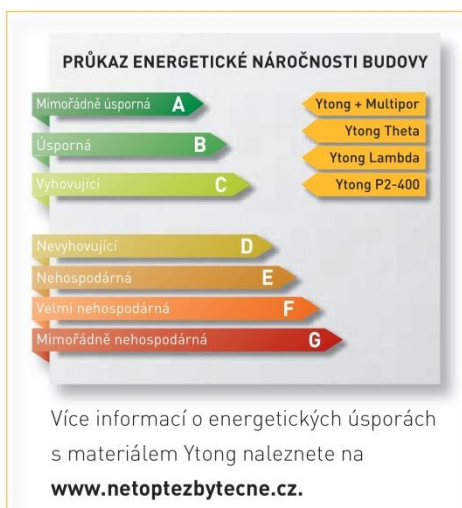 PRŮKAZ ENERGETICKÉ NÁROČNOSTI BUDOVY
Mimořádně úsporná A
Ytong + Multipor
Úsporná B
Ytong Theta
Ytong Lambda
Vyhovující C
Ytong P2-400
Nevyhovující D
Nehospodárná E
Velmi nehospodárná F
Mimořádně nehospodárná G
Více informací o energetických úsporách
s materiálem Ytong naleznete na
www.netoptezbytecne.cz.